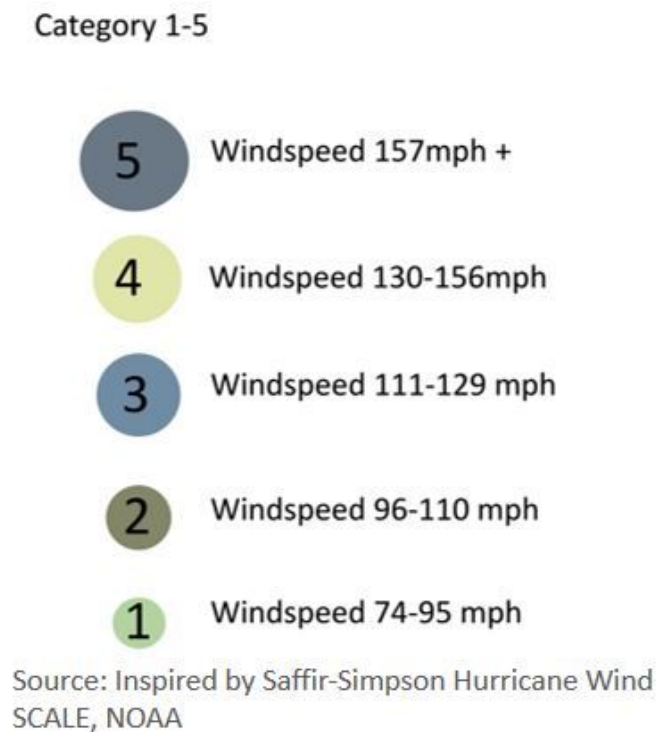 Category 1-5
5 Windspeed 157mph +
4 Windspeed 130-156mph
3 Windspeed 111-129 mph
2 Windspeed 96-110 mph
1 Windspeed 74-95 mph
Source: Inspired by Saffir-Simpson Hurricane Wind
SCALE, NOAA